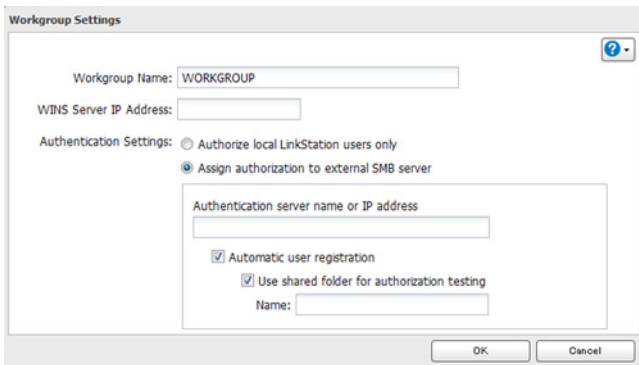 Workgroup Settings
?
Workgroup Name: WORKGROUP
WINS Server IP Address:
Authentication Settings: Authorize local LinkStation users only
Assign authorization to external SMB server
Authentication server name or IP address
Automatic user registration
Use shared folder for authorization testing
Name:
OK Cancel